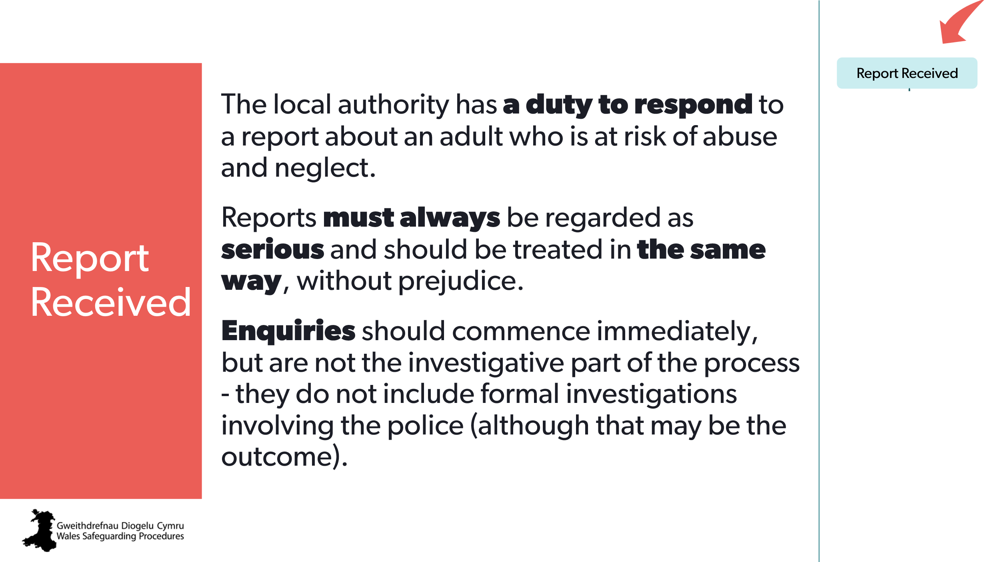 Report
Received
The local authority has a duty to respond to
a report about an adult who is at risk of abuse
and neglect.
Reports must always be regarded as
serious and should be treated in the same
way, without prejudice.
Enquiries should commence immediately,
but are not the investigative part of the process
- they do not include formal investigations
involving the police (although that may be the
outcome).
Report Received
Gweithdrefnau Diogelu Cymru
Wales Safeguarding Procedures